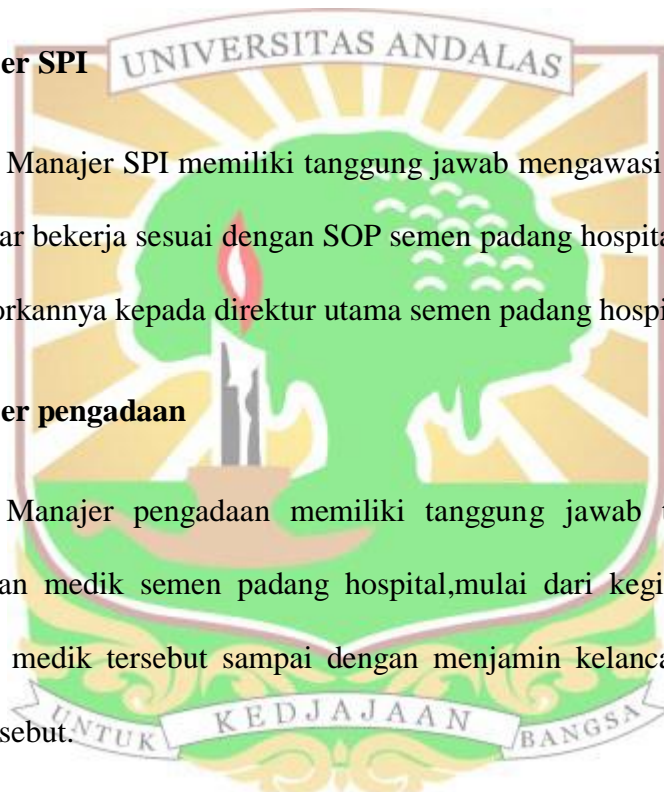 UNIVERSITAS ANDALAS
er SPI
Manajer SPI memiliki tanggung jawab mengawasi
ar bekerja sesuai dengan SOP semen padang hospita
orkannya kepada direktur utama semen padang hospi
er pengadaan
Manajer pengadaan memiliki tanggung jawab
an medik semen padang hospital,mulai dari kegi
medik tersebut sampai dengan menjamin kelanca
sebut.
UNTUK KEDJAJAAN BANGSA